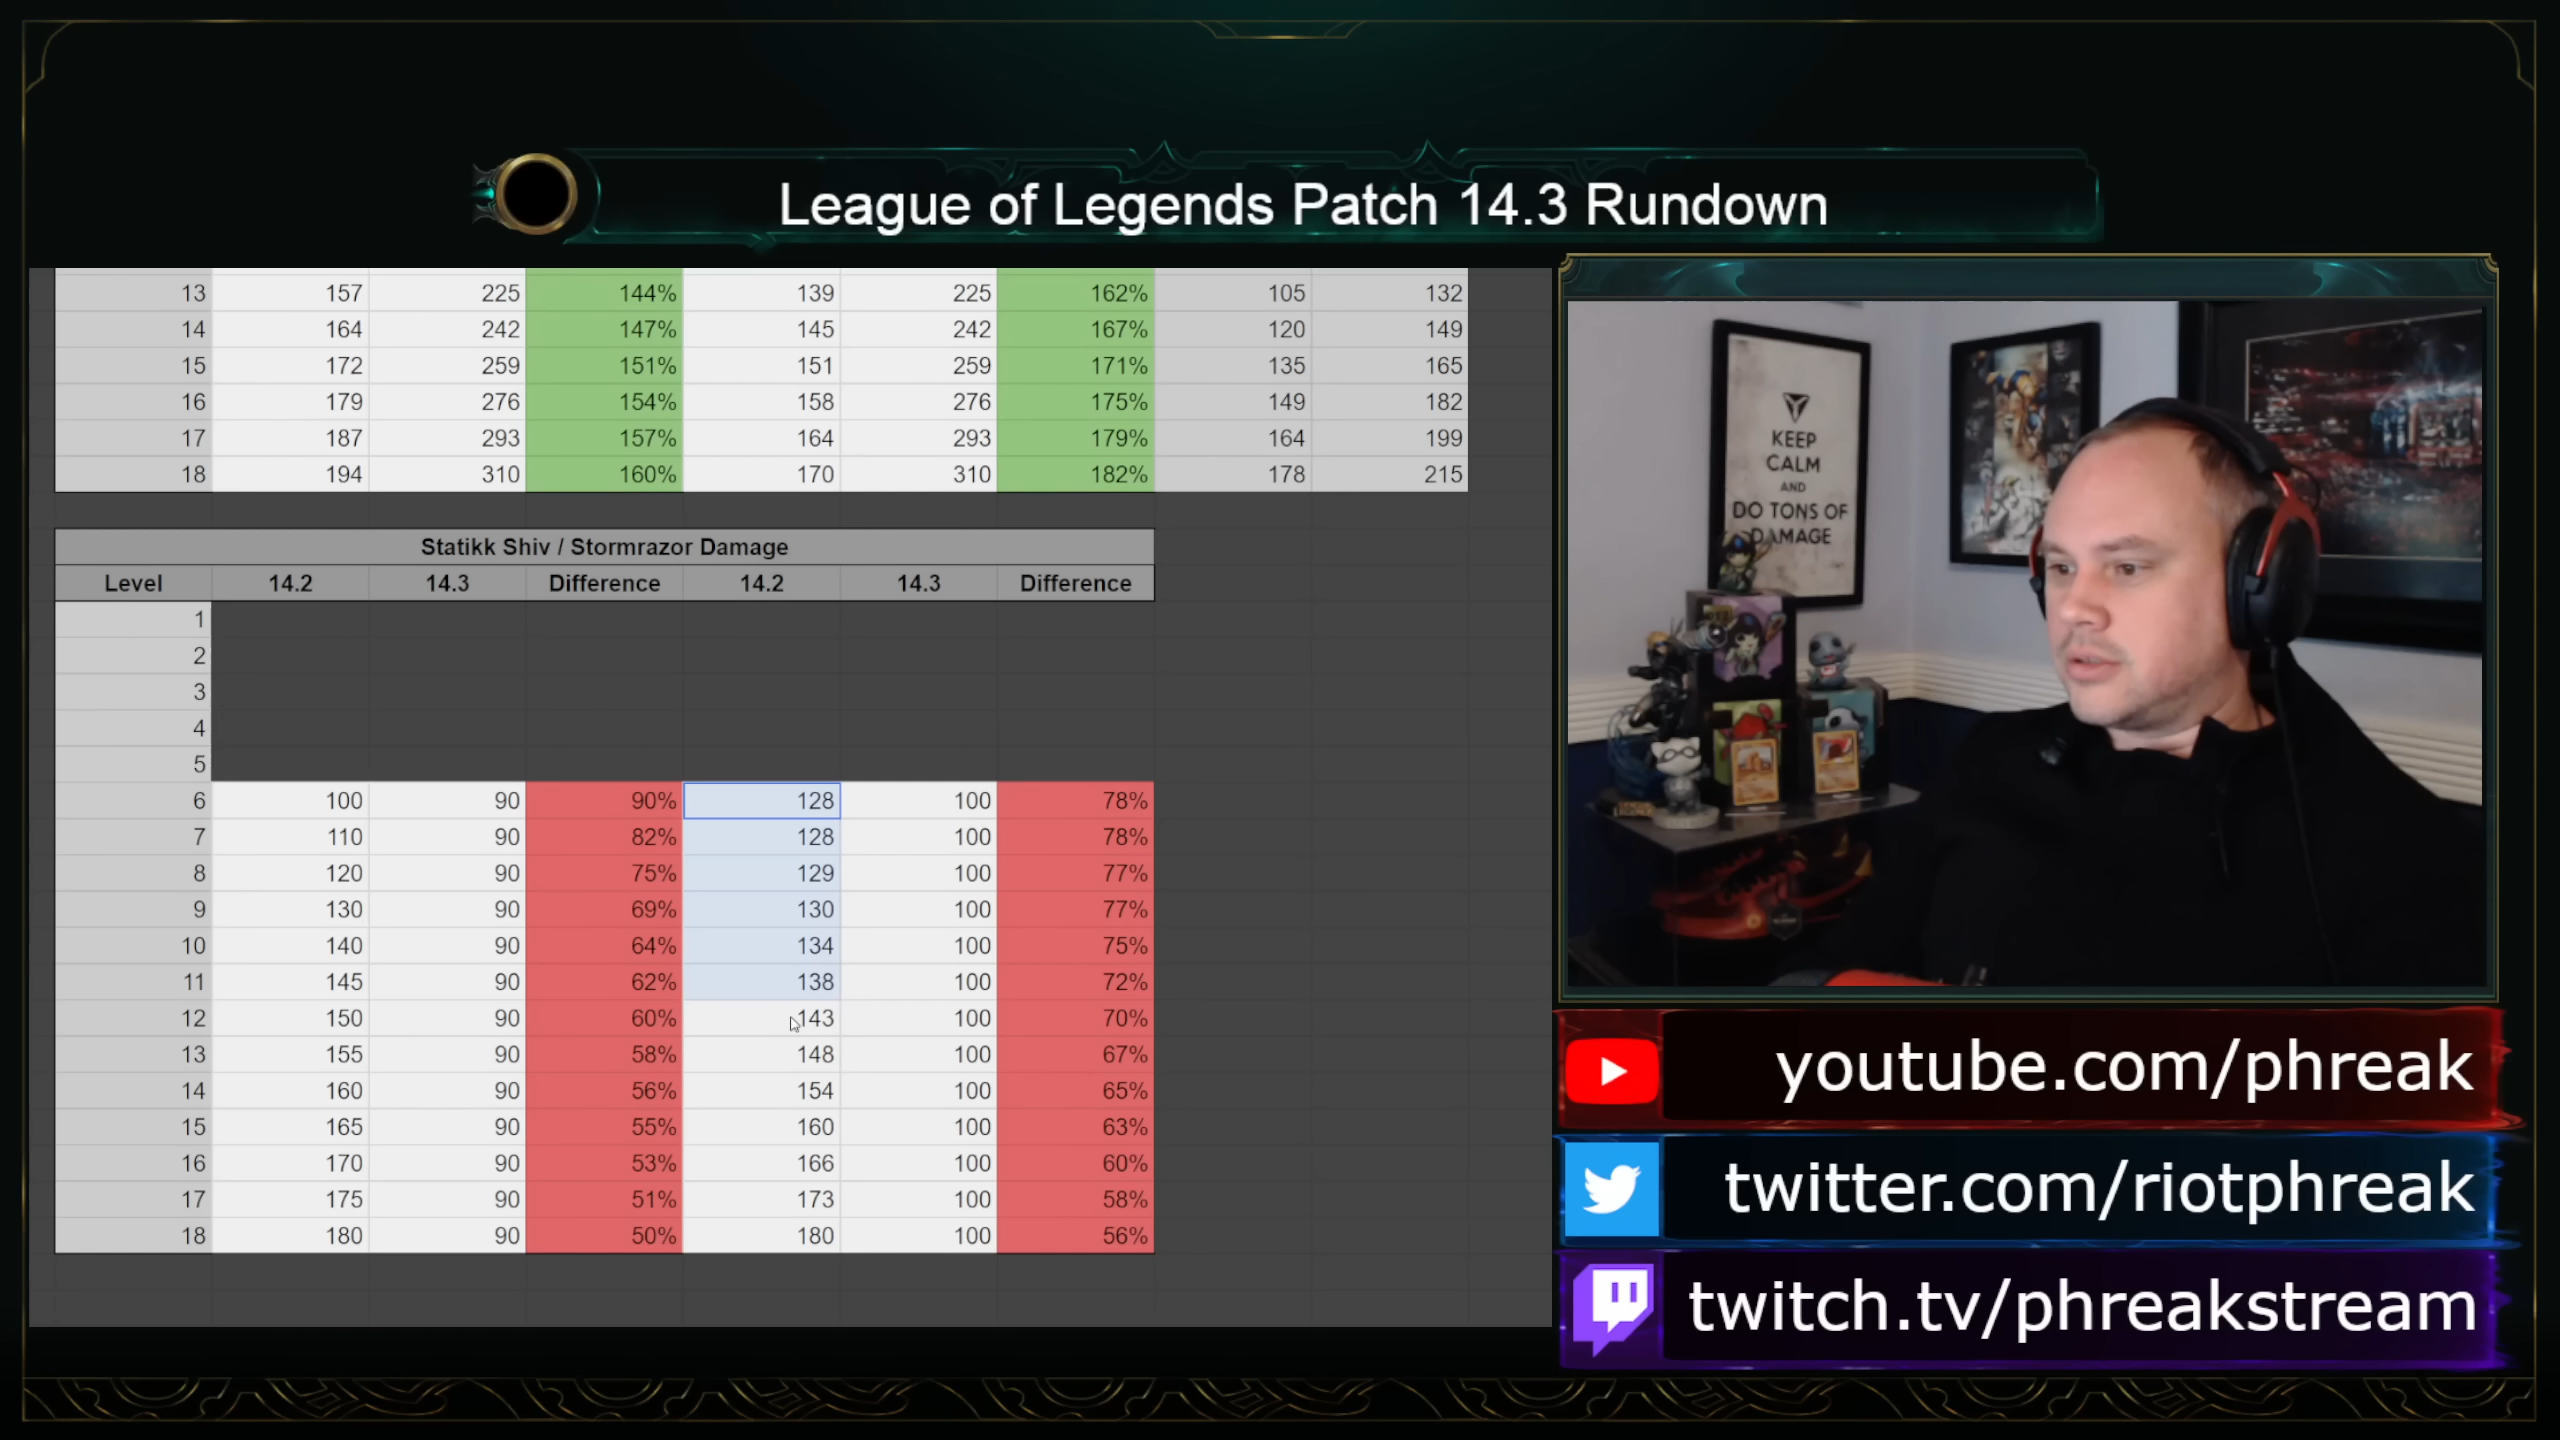 League of Legends Patch 14.3 Rundown
13 157 225 144% 139 225 162% 105 132
14 164 242 147% 145 242 167% 120 149
15 172 259 151% 151 259 171% 135 165
16 179 276 154% 158 276 175% 149 182
17 187 293 157% 164 293 179% 164 199
18 194 310 160% 170 310 182% 178 215
Statikk Shiv / Stormrazor Damage
Level 14.2 14.3 Difference 14.2 14.3 Difference
1
2
3
4
5
6 100 90 90% 128 100 78%
7 110 90 82% 128 100 78%
8 120 90 75% 129 100 77%
9 130 90 69% 130 100 77%
10 140 90 64% 134 100 75%
11 145 90 62% 138 100 72%
12 150 90 60% 143 100 70%
13 155 90 58% 148 100 67%
14 160 90 56% 154 100 65%
15 165 90 55% 160 100 63%
16 170 90 53% 166 100 60%
17 175 90 51% 173 100 58%
18 180 90 50% 180 100 56%
KEEP
CALM
AND
DO TONS OF
DAMAGE
youtube.com/phreak
twitter.com/riotphreak
twitch.tv/phreakstream